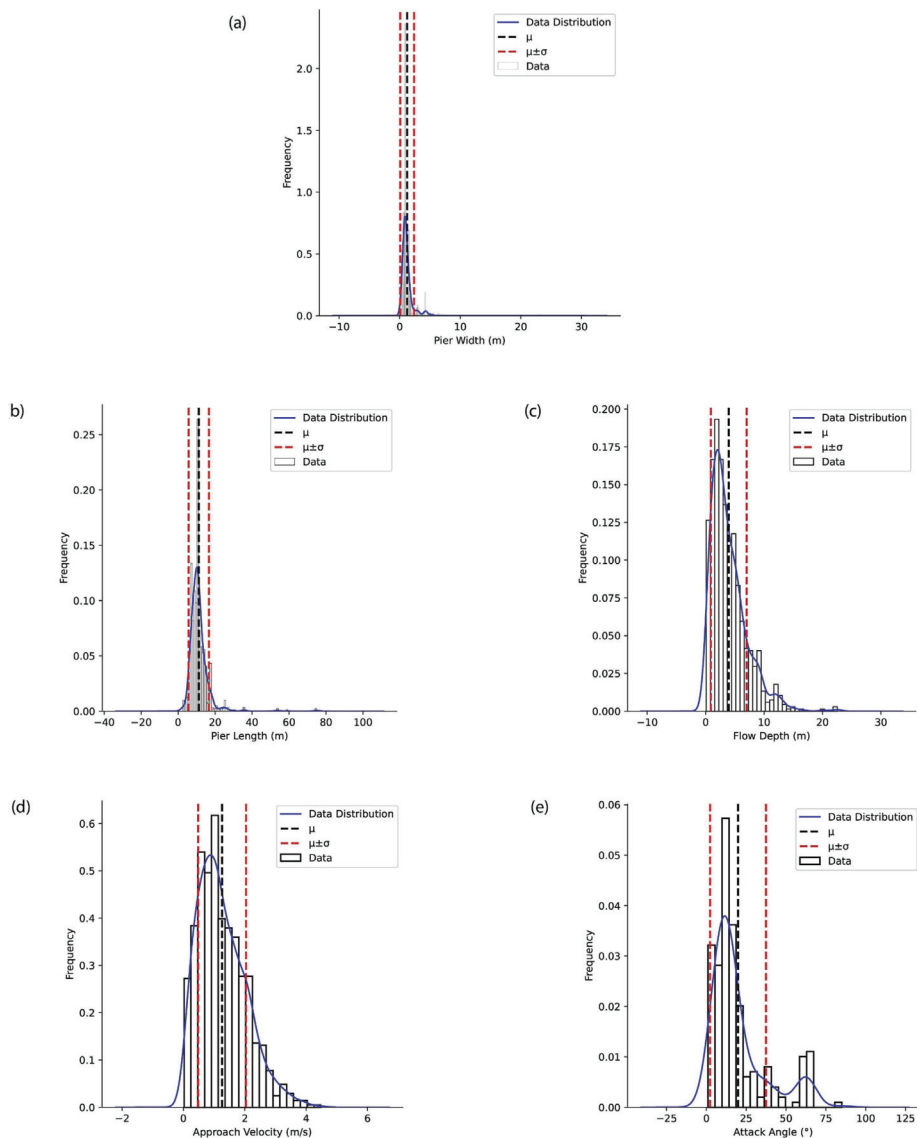 (a)
Data Distribution
μ
μ±σ
Data
2.0
1.5
1.0
0.5
0.0
Frequency
−10
0
10
20
30
Pier Width (m)
b)
Data Distribution
μ
μ±σ
Data
0.25
0.20
0.15
0.10
0.05
0.00
Frequency
−40
−20
0
20
40
60
80
100
Pier Length (m)
(c)
Data Distribution
μ
μ±σ
Data
0.200
0.175
0.150
0.125
0.100
0.075
0.050
0.025
0.000
Frequency
−10
0
10
20
30
Flow Depth (m)
(d)
Data Distribution
μ
μ±σ
Data
0.6
0.5
0.4
0.3
0.2
0.1
0.0
Frequency
−2
0
2
4
6
Approach Velocity (m/s)
(e)
Data Distribution
μ
μ±σ
Data
0.06
0.05
0.04
0.03
0.02
0.01
0.00
Frequency
−25
0
25
50
75
100
125
Attack Angle (°)